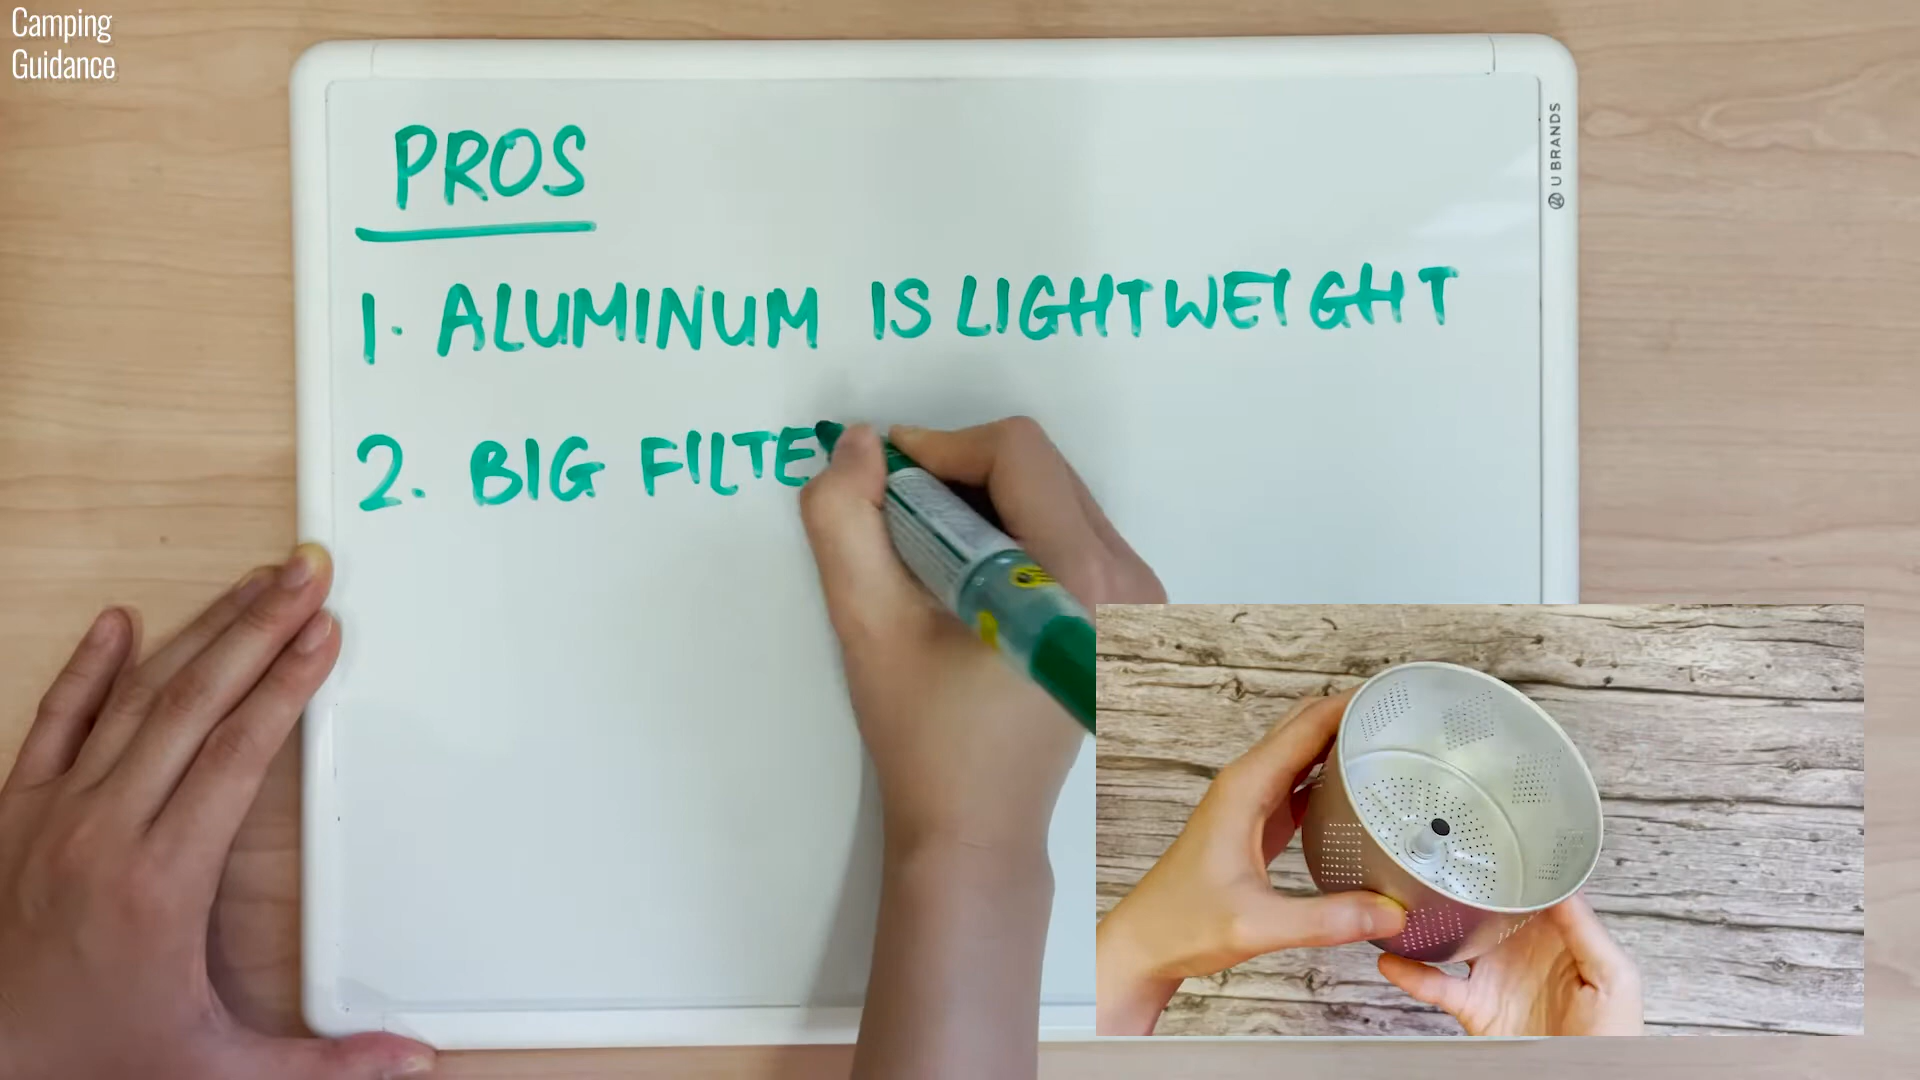 Camping
Guidance
PROS
1. ALUMINUM IS LIGHTWEIGHT
2. BIG FILTE
U BRANDS